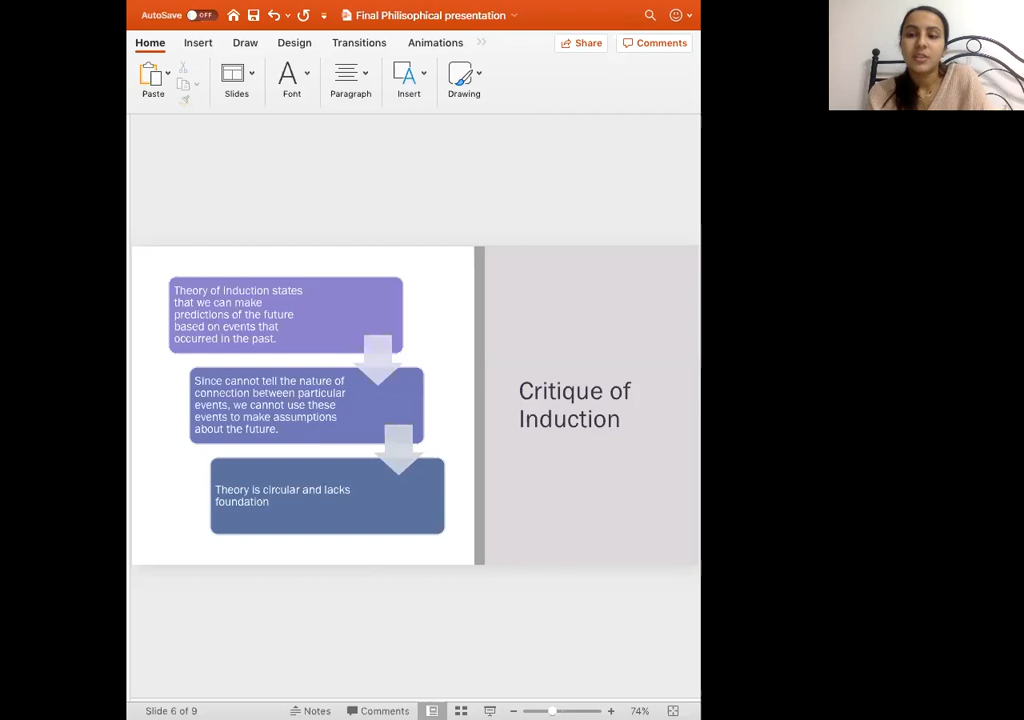 AutoSave OFF Final Philisophical presentation
Home Insert Draw Design Transitions Animations Share Comments
Paste Slides Font Paragraph Insert Drawing
Theory of Induction states
that we can make
predictions of the future
based on events that
occurred in the past.
Since cannot tell the nature of
connection between particular
events, we cannot use these
events to make assumptions
about the future.
Theory is circular and lacks
foundation
Critique of
Induction
Slide 6 of 9 Notes Comments 74%